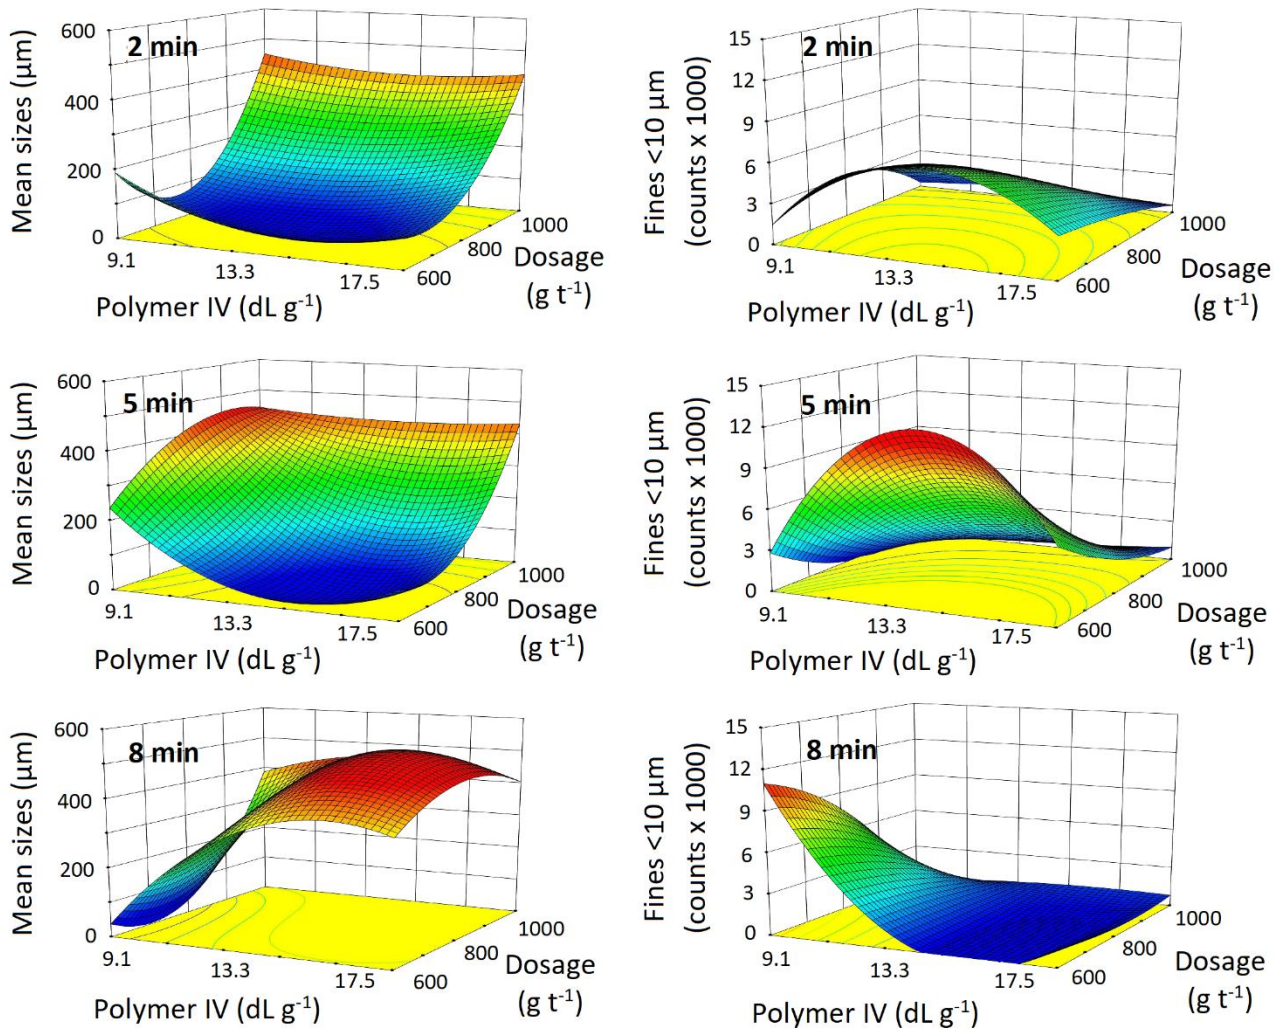 Mean sizes (µm)
600
400
200
0
2 min
9.1
13.3
17.5
Polymer IV (dL g⁻¹)
600
800
1000
Dosage
(g t⁻¹)
Fines <10 µm
(counts x 1000)
15
12
9
6
3
0
2 min
9.1
13.3
17.5
Polymer IV (dL g⁻¹)
600
800
1000
Dosage
(g t⁻¹)
Mean sizes (µm)
600
400
200
0
5 min
9.1
13.3
17.5
Polymer IV (dL g⁻¹)
600
800
1000
Dosage
(g t⁻¹)
Fines <10 µm
(counts x 1000)
15
12
9
6
3
0
5 min
9.1
13.3
17.5
Polymer IV (dL g⁻¹)
600
800
1000
Dosage
(g t⁻¹)
Mean sizes (µm)
600
400
200
0
8 min
9.1
13.3
17.5
Polymer IV (dL g⁻¹)
600
800
1000
Dosage
(g t⁻¹)
Fines <10 µm
(counts x 1000)
15
12
9
6
3
0
8 min
9.1
13.3
17.5
Polymer IV (dL g⁻¹)
600
800
1000
Dosage
(g t⁻¹)